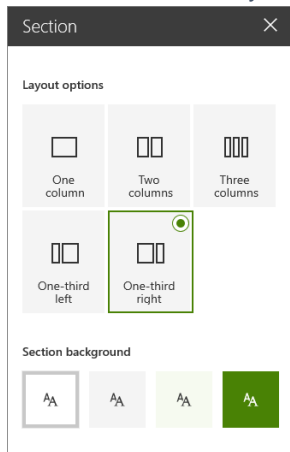 Section
Layout options
One
column
Two
columns
Three
columns
One-third
left
One-third
right
Section background
AA
AA
AA
AA